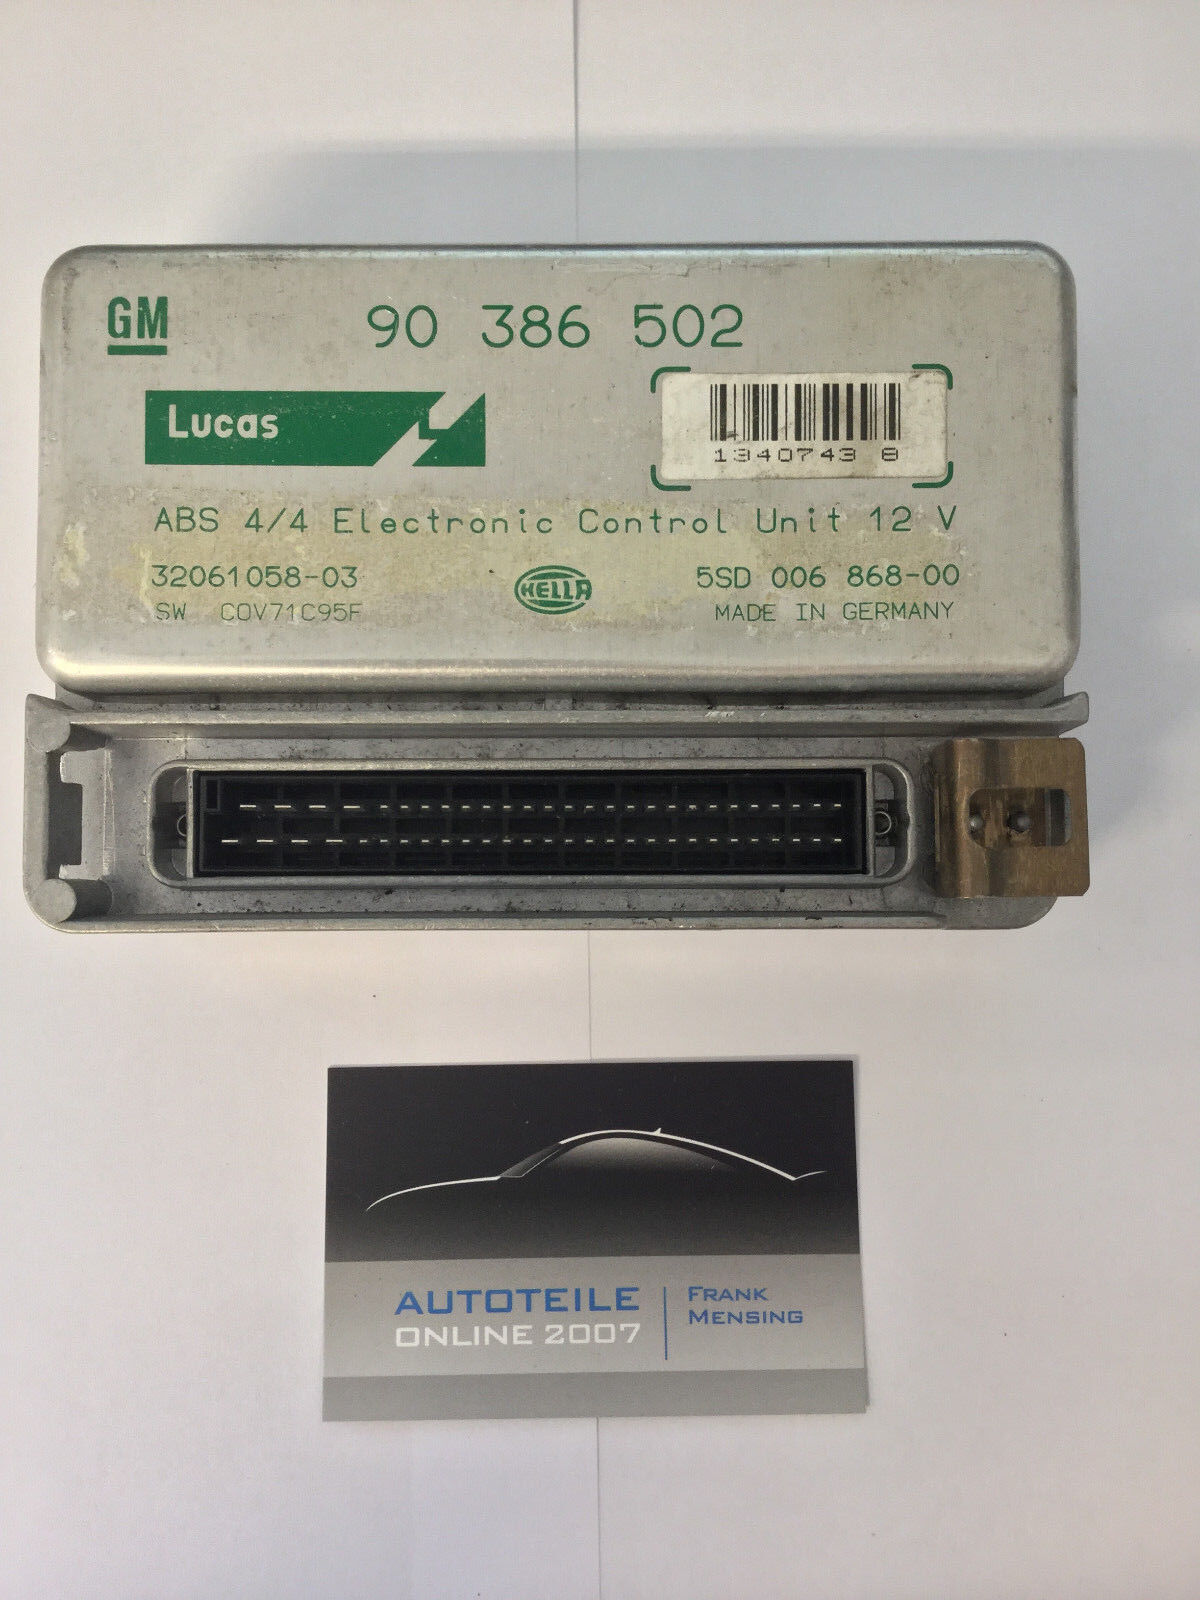 GM
90 386 502
Lucas
1340743 8
ABS 4/4 Electronic Control Unit 12 V
32061058-03
HELLA
5SD 006 868-00
SW COV71C95F
MADE IN GERMANY
AUTOTEILE
ONLINE 2007
FRANK
MENSING